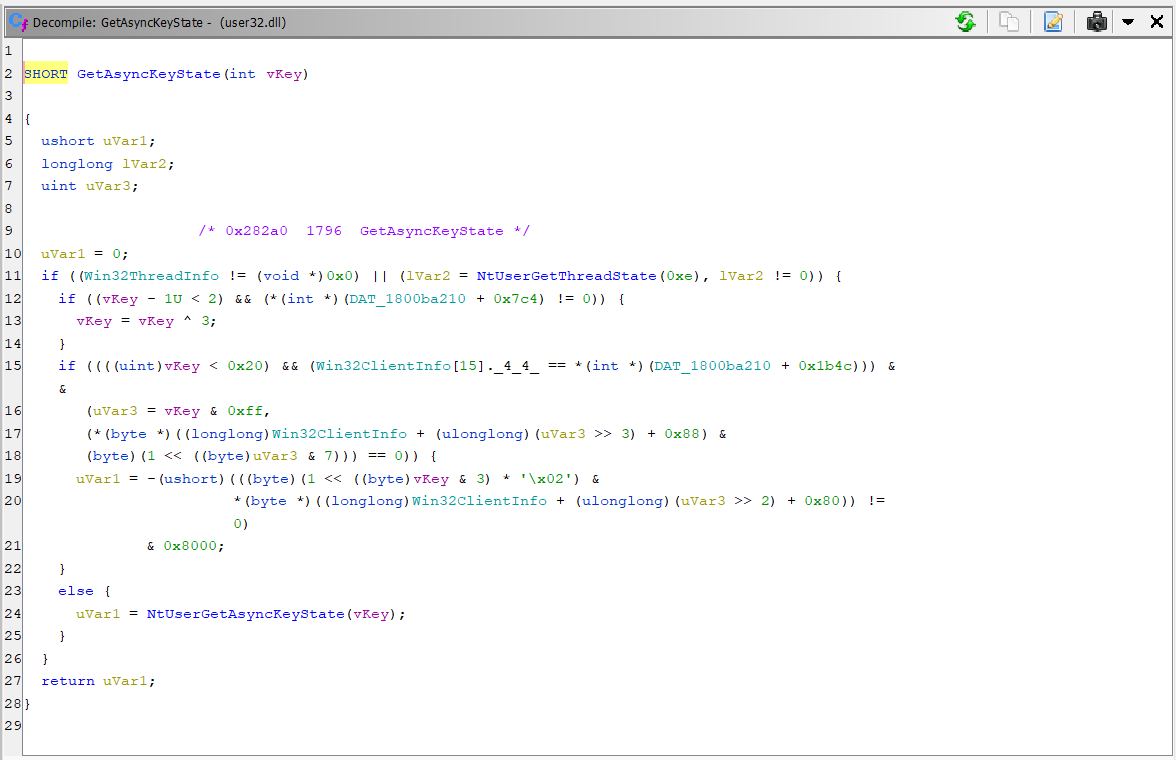 Decompile: GetAsyncKeyState - (user32.dll)
1
2 SHORT GetAsyncKeyState(int vKey)
3
4 {
5 ushort uVar1;
6 longlong lVar2;
7 uint uVar3;
8
9 /* 0x282a0 1796 GetAsyncKeyState */
10 uVar1 = 0;
11 if ((Win32ThreadInfo != (void *)0x0) || (lVar2 = NtUserGetThreadState(0xe), lVar2 != 0)) {
12 if ((vKey - 1U < 2) && (*(int *)(DAT_1800ba210 + 0x7c4) != 0)) {
13 vKey = vKey ^ 3;
14 }
15 if ((((uint)vKey < 0x20) && (Win32ClientInfo[15]._4_4_ == *(int *)(DAT_1800ba210 + 0x1b4c))) &
&
16 (uVar3 = vKey & 0xff,
17 (*(byte *)((longlong)Win32ClientInfo + (ulonglong)(uVar3 >> 3) + 0x88) &
18 (byte)(1 << ((byte)uVar3 & 7))) == 0)) {
19 uVar1 = -(ushort)(((byte)(1 << ((byte)vKey & 3) * '\x02') &
20 *(byte *)((longlong)Win32ClientInfo + (ulonglong)(uVar3 >> 2) + 0x80)) !=
0)
21 & 0x8000;
22 }
23 else {
24 uVar1 = NtUserGetAsyncKeyState(vKey);
25 }
26 }
27 return uVar1;
28 }
29